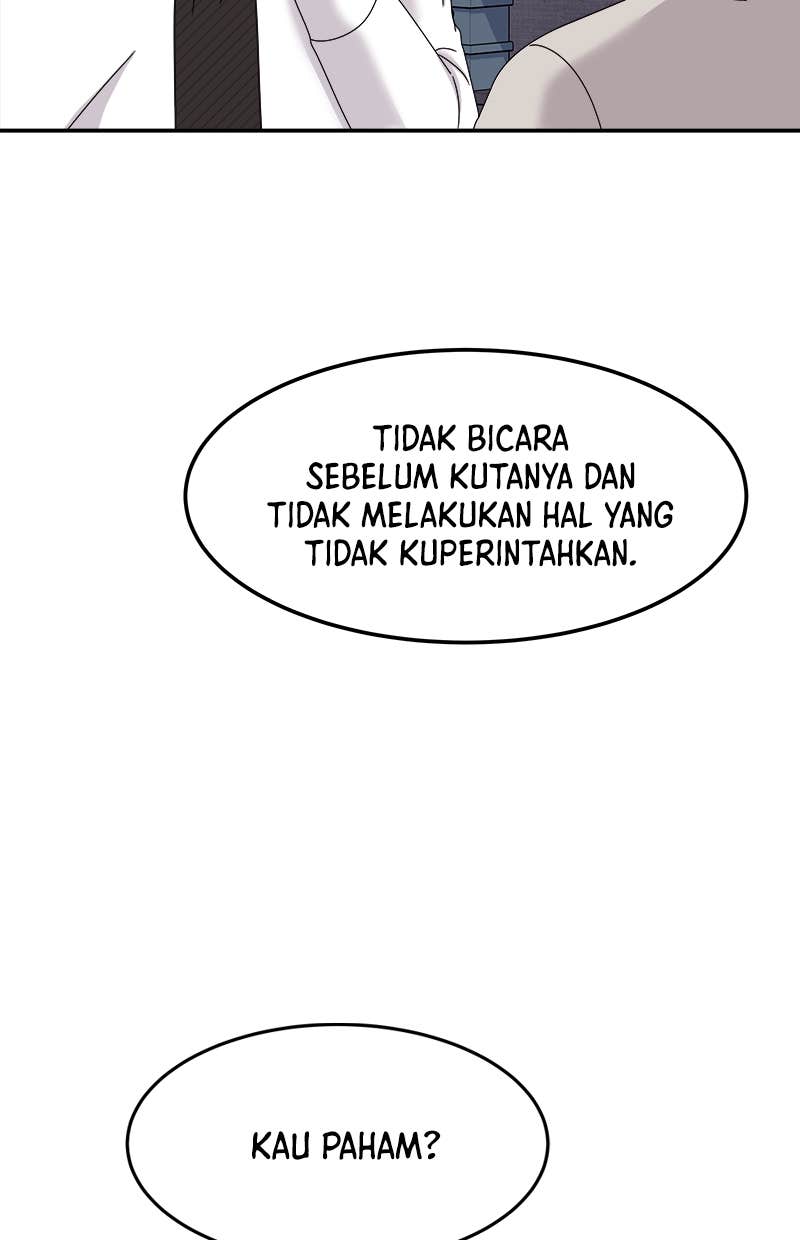 TIDAK BICARA
SEBELUM KUTANYA DAN
TIDAK MELAKUKAN HAL YANG
TIDAK KUPERINTAHKAN.
KAU PAHAM?